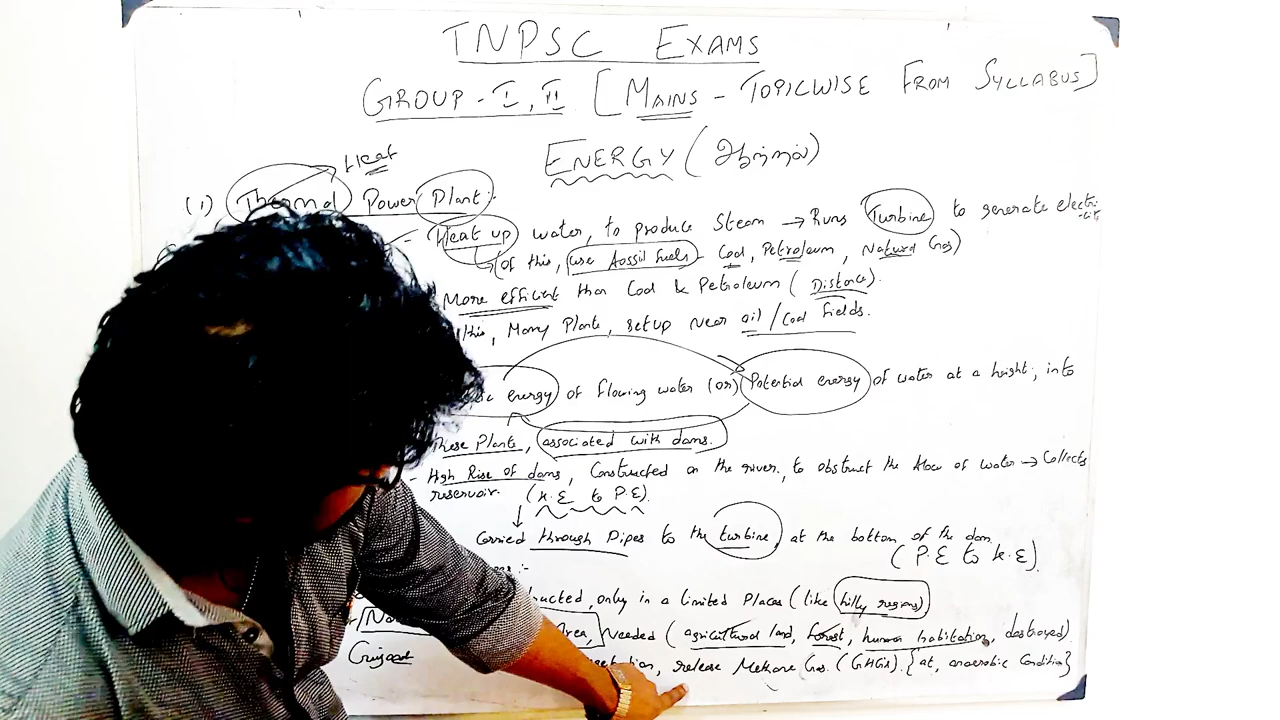 TNPSC EXAMS
GROUP - I, II [MAINS - TOPICWISE FROM SYLLABUS]
ENERGY (ஆற்றல்)
Heat
(1) Thermal Power Plant:
- Heat up water, to produce Steam → Runs Turbine to generate electri
-city
(of this, use fossil fuels - Coal, Petroleum, Natural Gas)
More efficient than Coal & Petroleum (Distance).
this, Many Plants, setup near oil / Coal fields.
energy of flowing water (or) Potential energy of water at a height, into
These Plants, associated with dams.
- High Rise of dams, Constructed on the river, to obstruct the flow of water → Collects
reservoir. (K.E to P.E).
Carried through Pipes to the turbine at the bottom of the dam.
(P.E to K.E).
only in a limited Places (like hilly regions)
Area, Needed (agricultural land, forest, human habitation, destroyed).
release Methane Gas. (GHG). {at, anaerobic Condition}